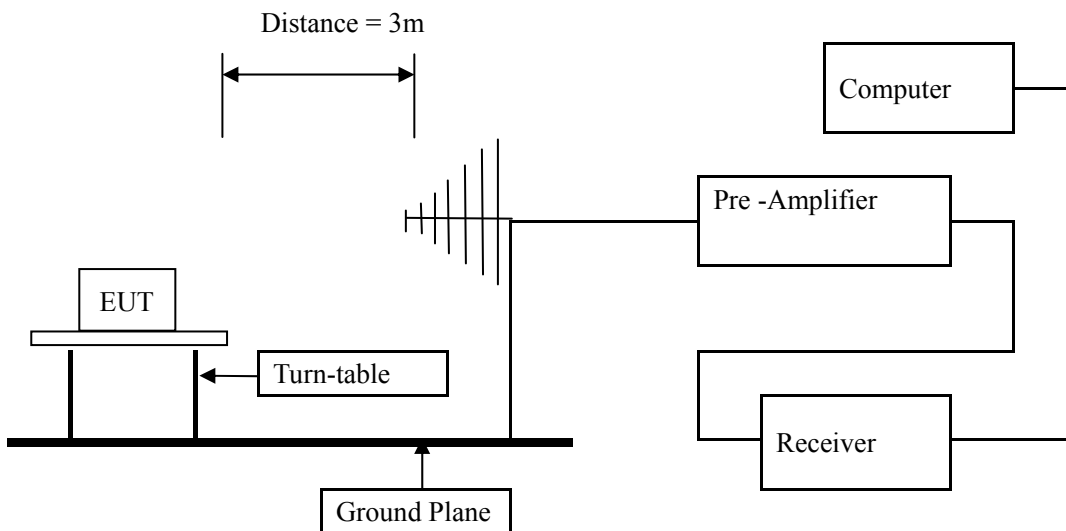 Distance = 3m
Computer
Pre -Amplifier
EUT
Turn-table
Receiver
Ground Plane